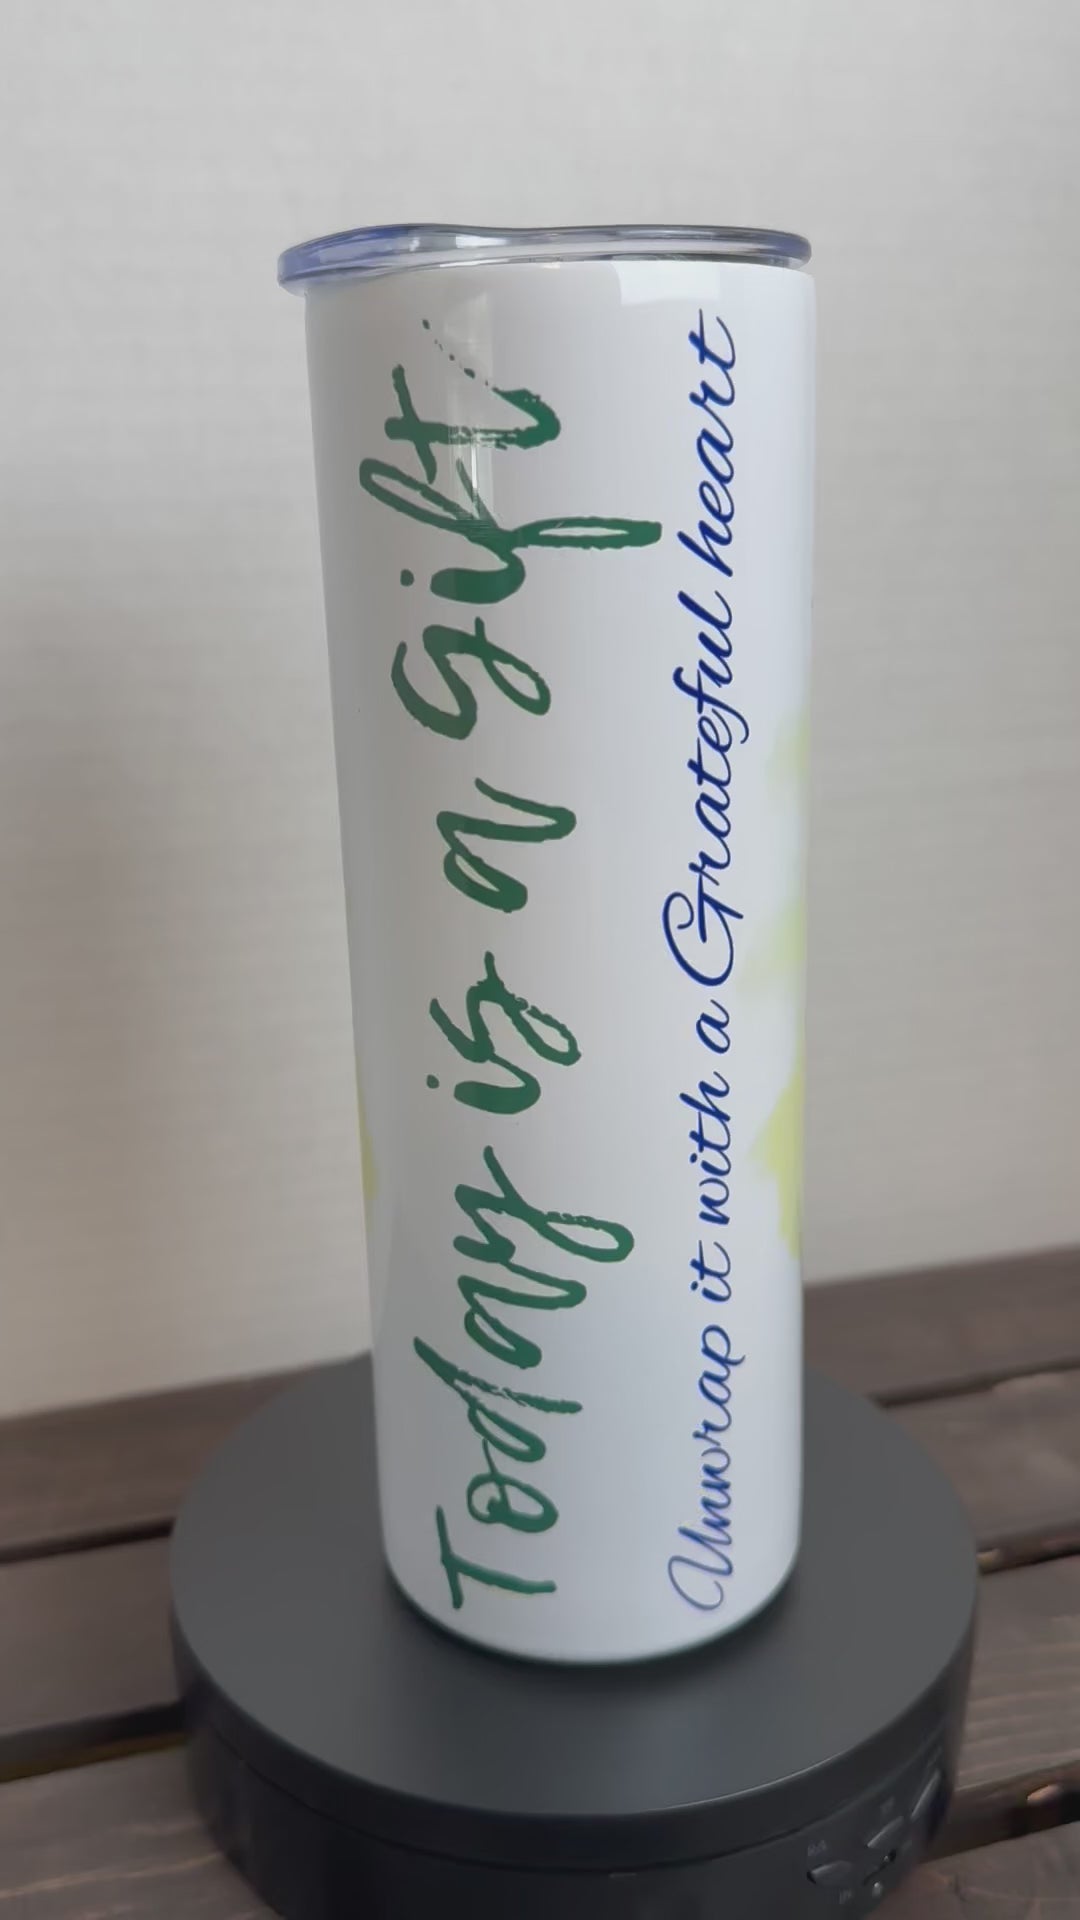 Today is a gift
Unwrap it with a Grateful heart